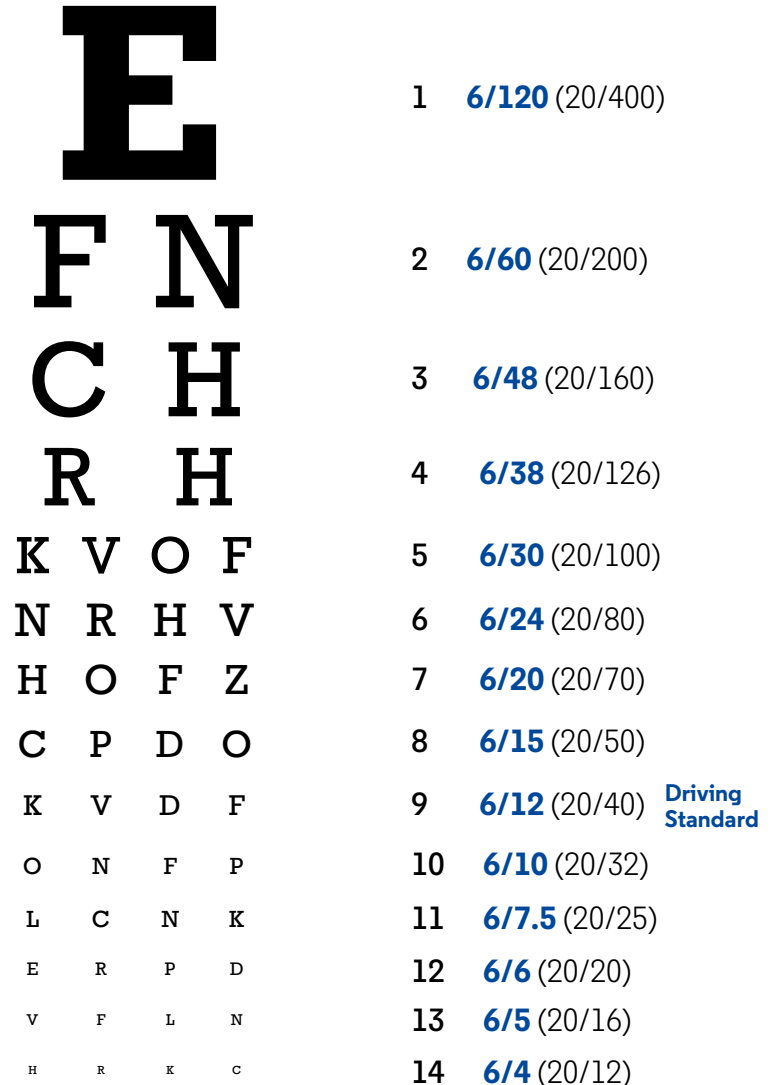 E 1 6/120 (20/400)
F N 2 6/60 (20/200)
C H 3 6/48 (20/160)
R H 4 6/38 (20/126)
K V O F 5 6/30 (20/100)
N R H V 6 6/24 (20/80)
H O F Z 7 6/20 (20/70)
C P D O 8 6/15 (20/50)
K V D F 9 6/12 (20/40) Driving Standard
O N F P 10 6/10 (20/32)
L C N K 11 6/7.5 (20/25)
E R P D 12 6/6 (20/20)
V F L N 13 6/5 (20/16)
H R K C 14 6/4 (20/12)